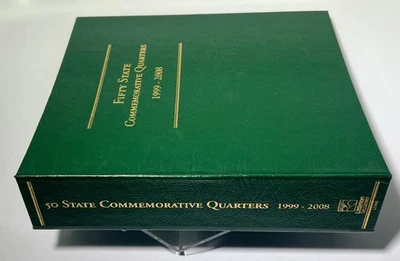 FIFTY STATE
COMMEMORATIVE QUARTERS
1999 - 2008
50 STATE COMMEMORATIVE QUARTERS 1999 - 2008